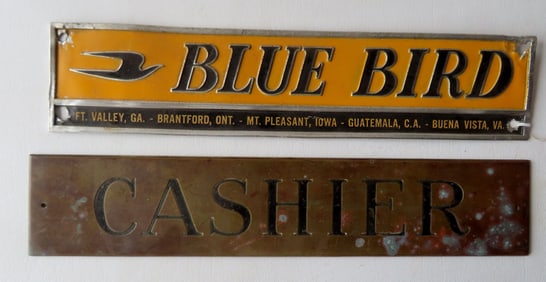 BLUE BIRD
FT. VALLEY, GA. - BRANTFORD, ONT. - MT. PLEASANT, IOWA - GUATEMALA, C.A. - BUENA VISTA, VA.
CASHIER